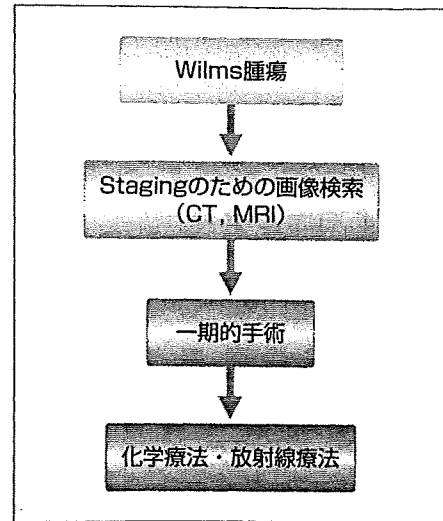 Wilms腫瘍
Stagingのための画像検索
(CT, MRI)
一期的手術
化学療法・放射線療法